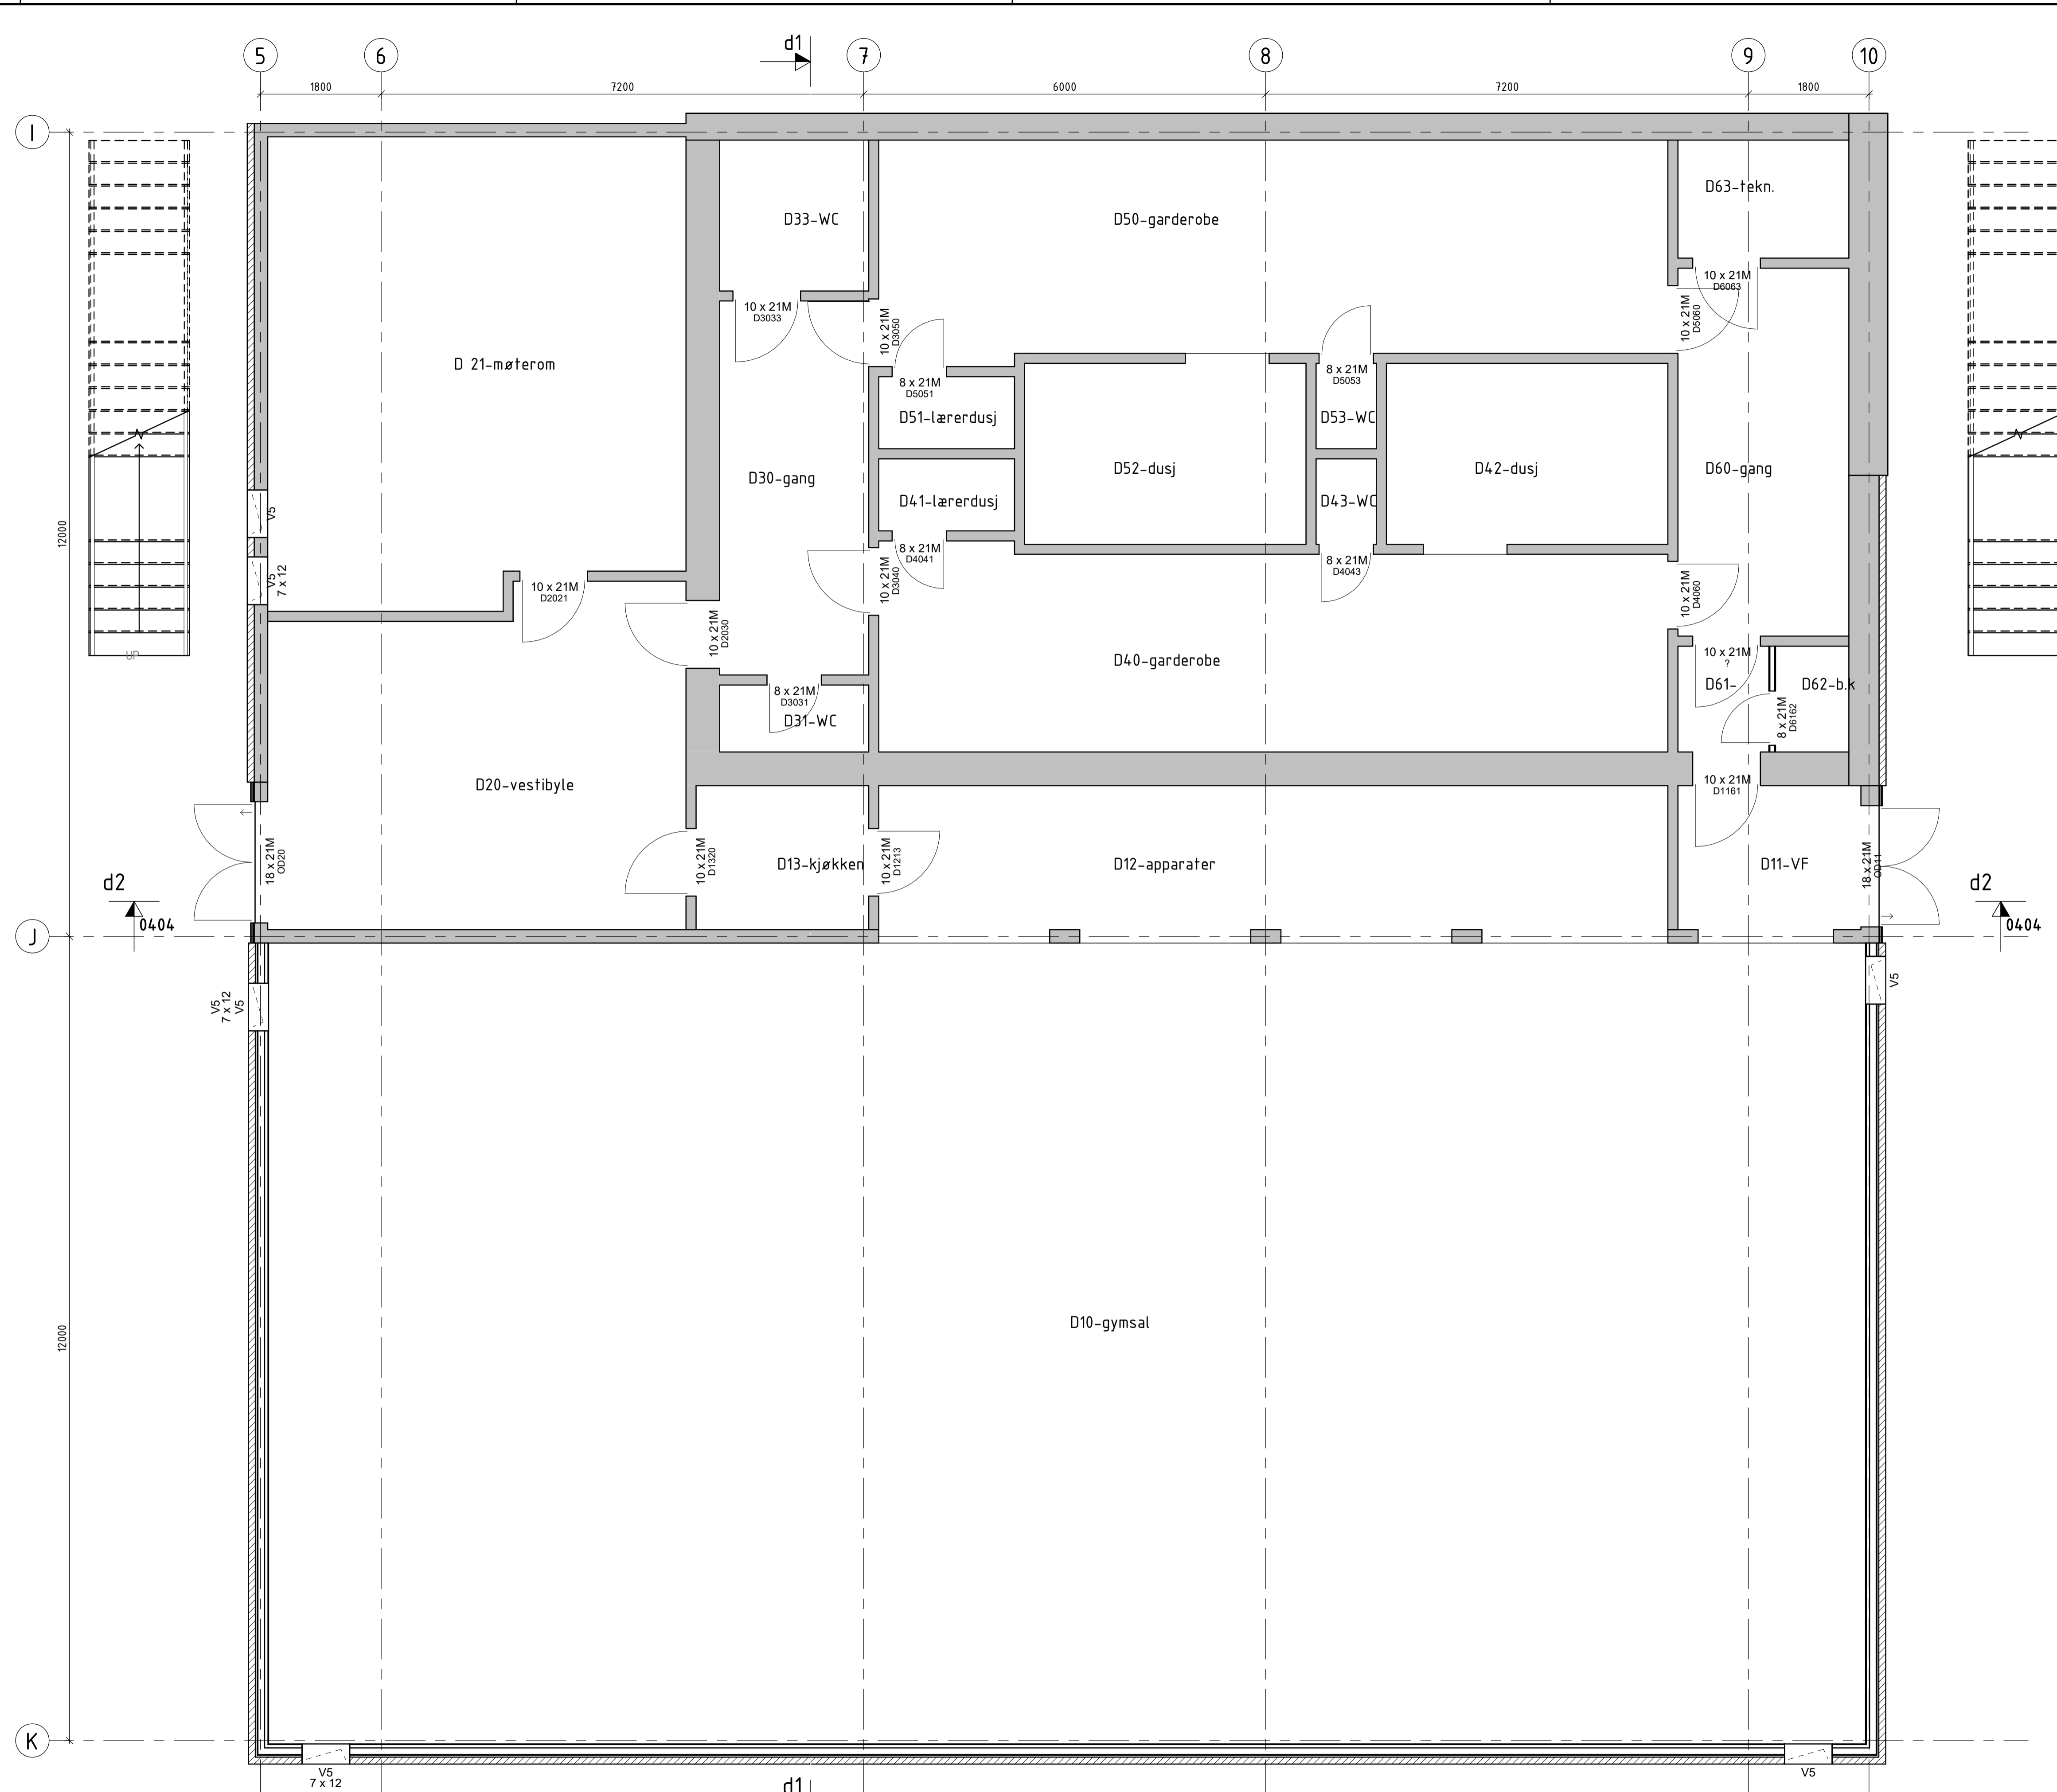 d1
5
6
7
8
9
10
1800
7200
6000
7200
1800
I
D63-tekn.
D33-WC
D50-garderobe
10 x 21M
D6063
10 x 21M
D3033
10 x 21M
D3050
10 x 21M
D5060
D 21-møterom
8 x 21M
D5051
8 x 21M
D5053
D51-lærerdusj
D53-WC
D30-gang
D52-dusj
D42-dusj
D60-gang
D41-lærerdusj
D43-WC
V5
12000
8 x 21M
D4041
8 x 21M
D4043
V5
7 x 12
10 x 21M
D2021
10 x 21M
D3040
10 x 21M
D4060
10 x 21M
D2030
UP
D40-garderobe
10 x 21M
?
D61-
D62-b.k
8 x 21M
D3031
D31-WC
8 x 21M
D6162
D20-vestibyle
10 x 21M
D1161
18 x 21M
OD20
10 x 21M
D1320
D13-kjøkken
10 x 21M
D1213
D12-apparater
D11-VF
18 x 21M
OD11
d2
0404
d2
0404
J
V5
7 x 12
V5
V5
D10-gymsal
12000
K
V5
7 x 12
V5
d1